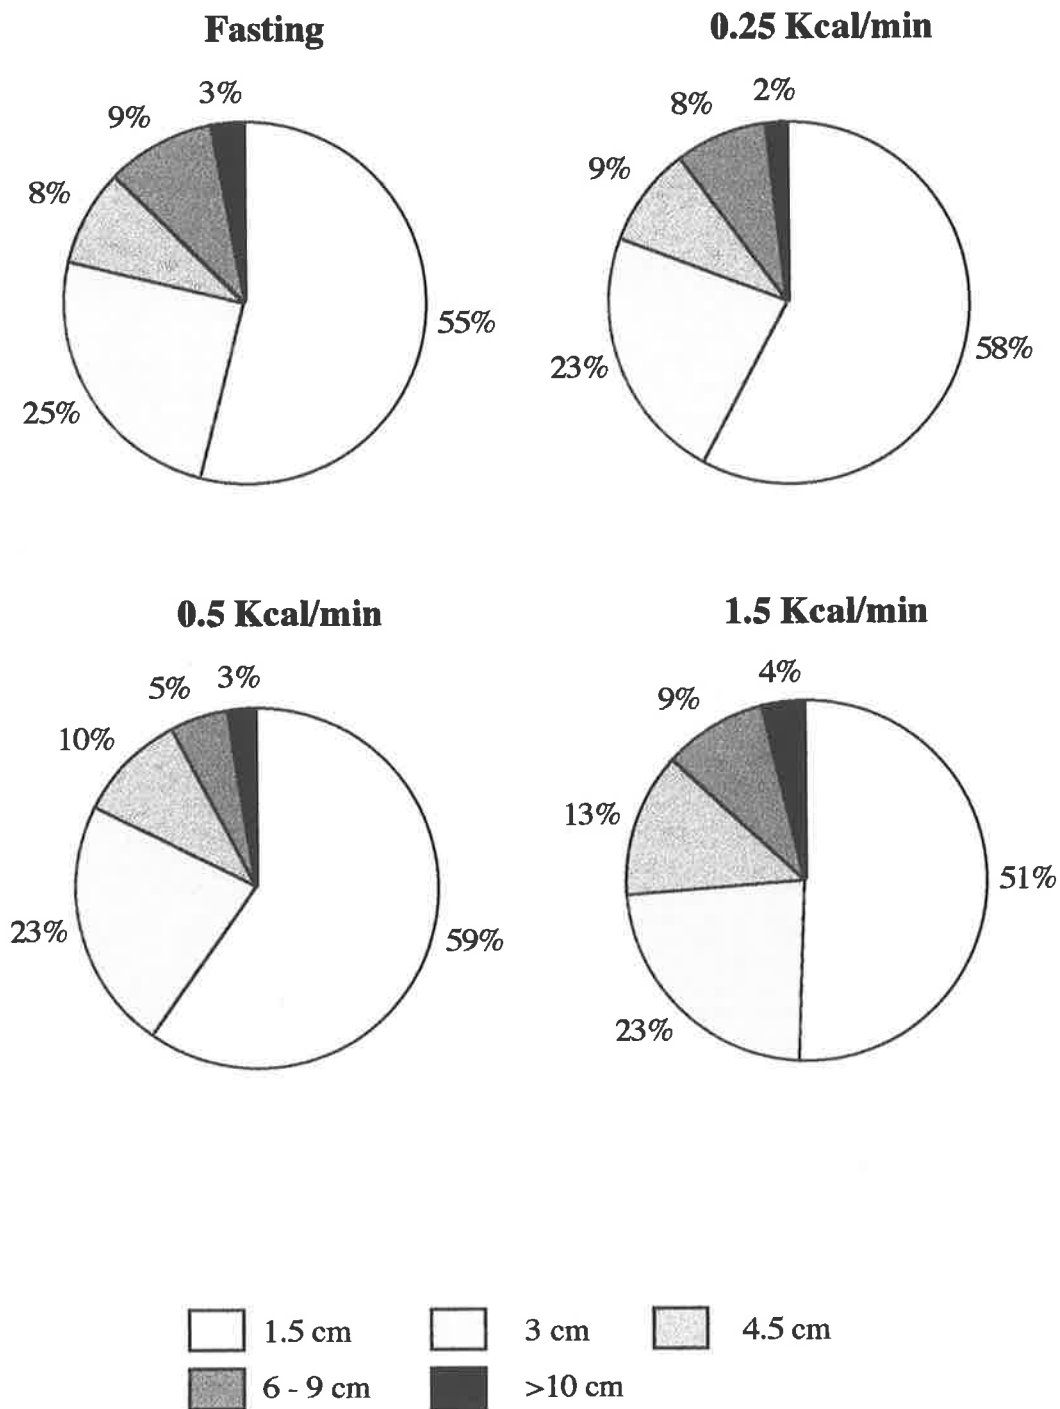 Fasting
0.25 Kcal/min
3%
9%
8%
55%
25%
2%
8%
9%
58%
23%
0.5 Kcal/min
1.5 Kcal/min
3%
5%
10%
59%
23%
4%
9%
13%
51%
23%
1.5 cm
3 cm
4.5 cm
6 - 9 cm
>10 cm